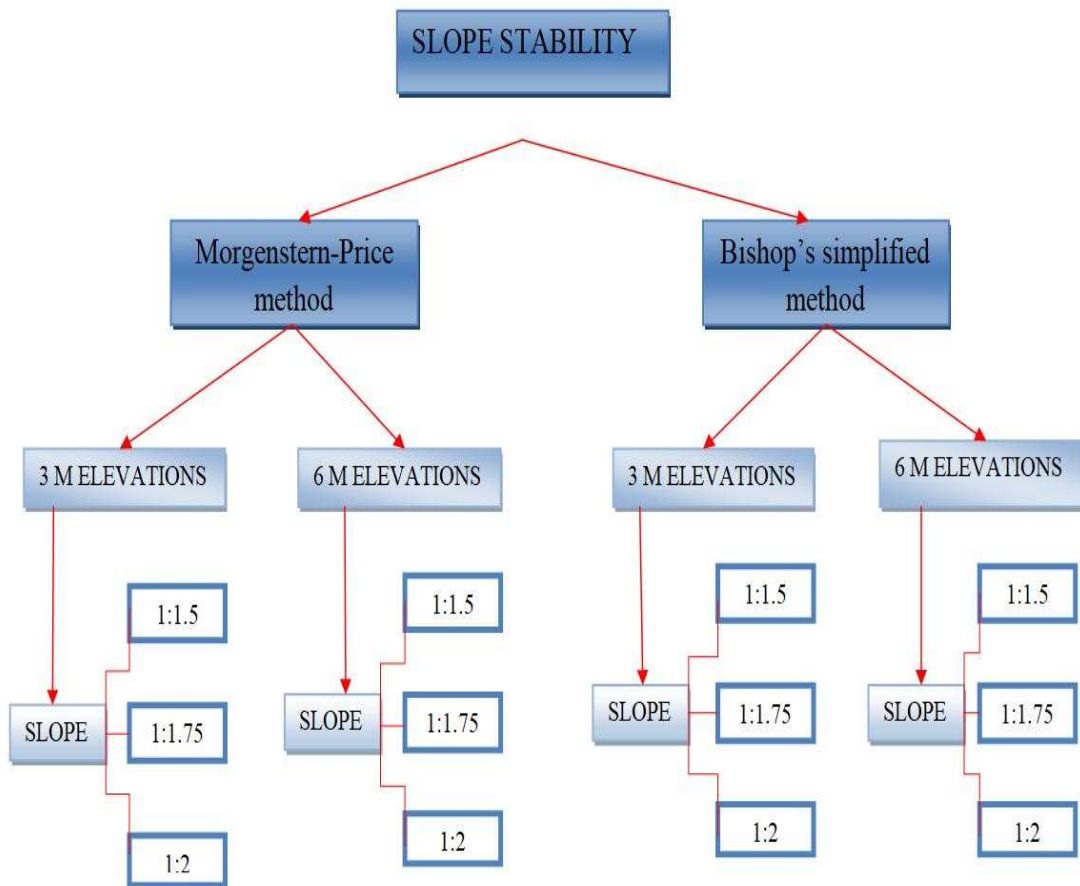 SLOPE STABILITY
Morgenstern-Price
method
Bishop’s simplified
method
3 M ELEVATIONS
6 M ELEVATIONS
3 M ELEVATIONS
6 M ELEVATIONS
SLOPE
1:1.5
1:1.75
1:2
SLOPE
1:1.5
1:1.75
1:2
SLOPE
1:1.5
1:1.75
1:2
SLOPE
1:1.5
1:1.75
1:2